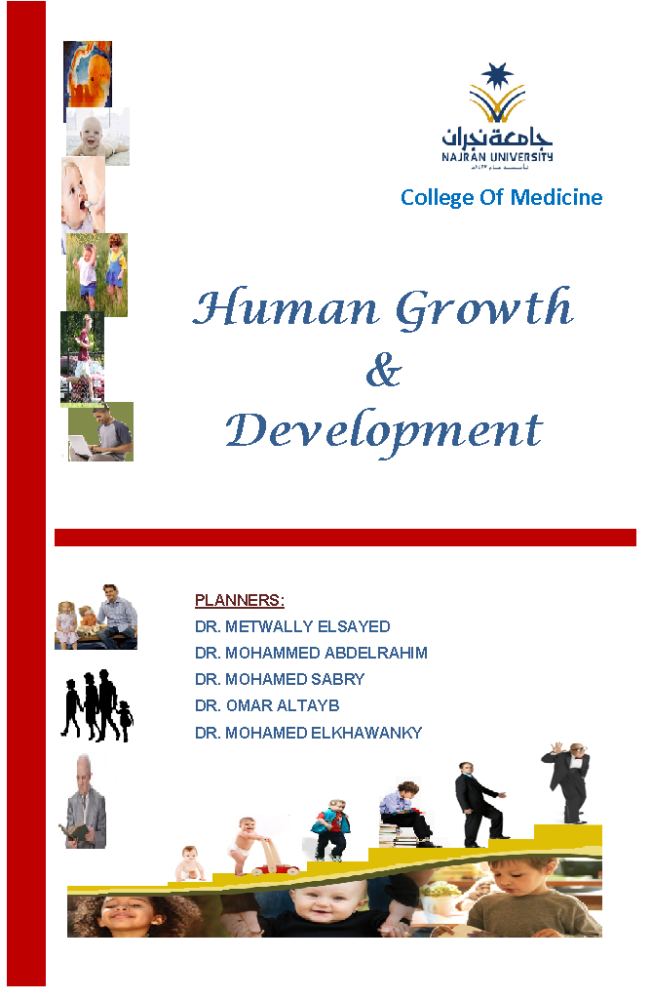 جامعة نجران
NAJRAN UNIVERSITY
College Of Medicine
Human Growth
&
Development
PLANNERS:
DR. METWALLY ELSAYED
DR. MOHAMMED ABDELRAHIM
DR. MOHAMED SABRY
DR. OMAR ALTAYB
DR. MOHAMED ELKHAWANKY